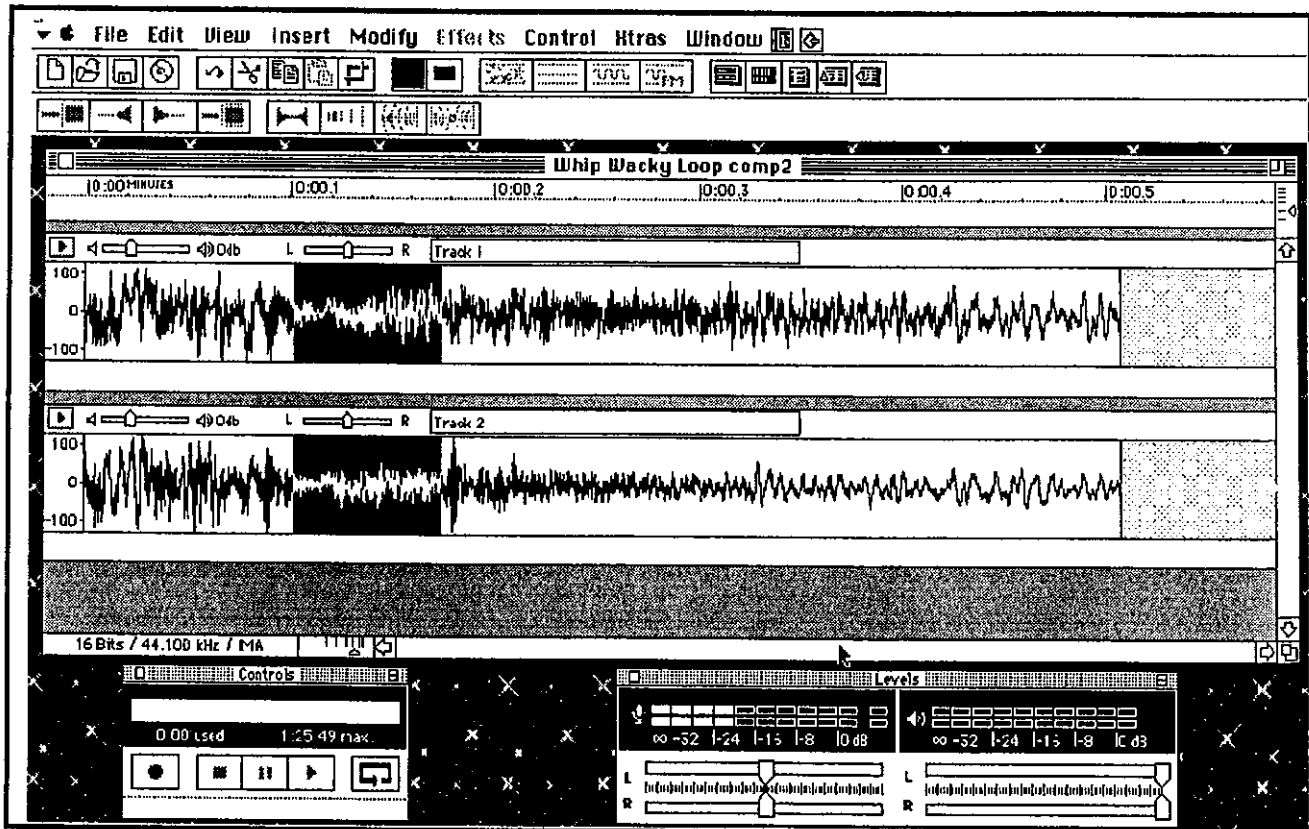 File Edit View Insert Modify Effects Control Xtras Window
Whip Wacky Loop comp2
0:00 MINUTES 0:00.1 0:00.2 0:00.3 0:00.4 0:00.5
0db L R Track 1
100
0
-100
0db L R Track 2
100
0
-100
16 Bits / 44.100 kHz / IMA
Controls
0:00 used 1:25:49 max.
Levels
∞ -32 -24 -16 -8 0 dB
∞ -32 -24 -16 -8 0 dB
L
R
L
R